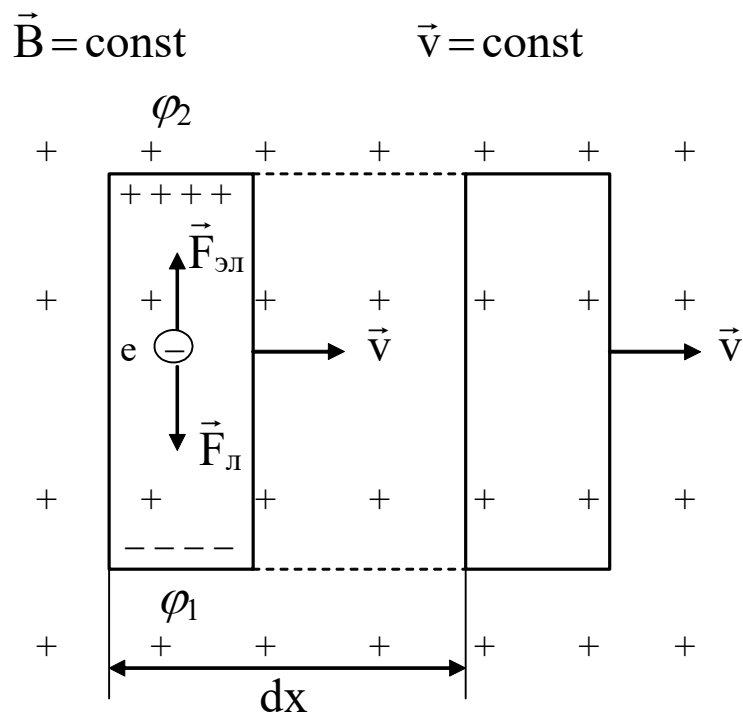 B⃗ = const v⃗ = const
φ₂
+ + + + + + +
+ + + +
F⃗эл
+ + + + + + +
e − v⃗ v⃗
F⃗л
+ + + + + + +
− − − −
φ₁
+ + + + + + +
dx